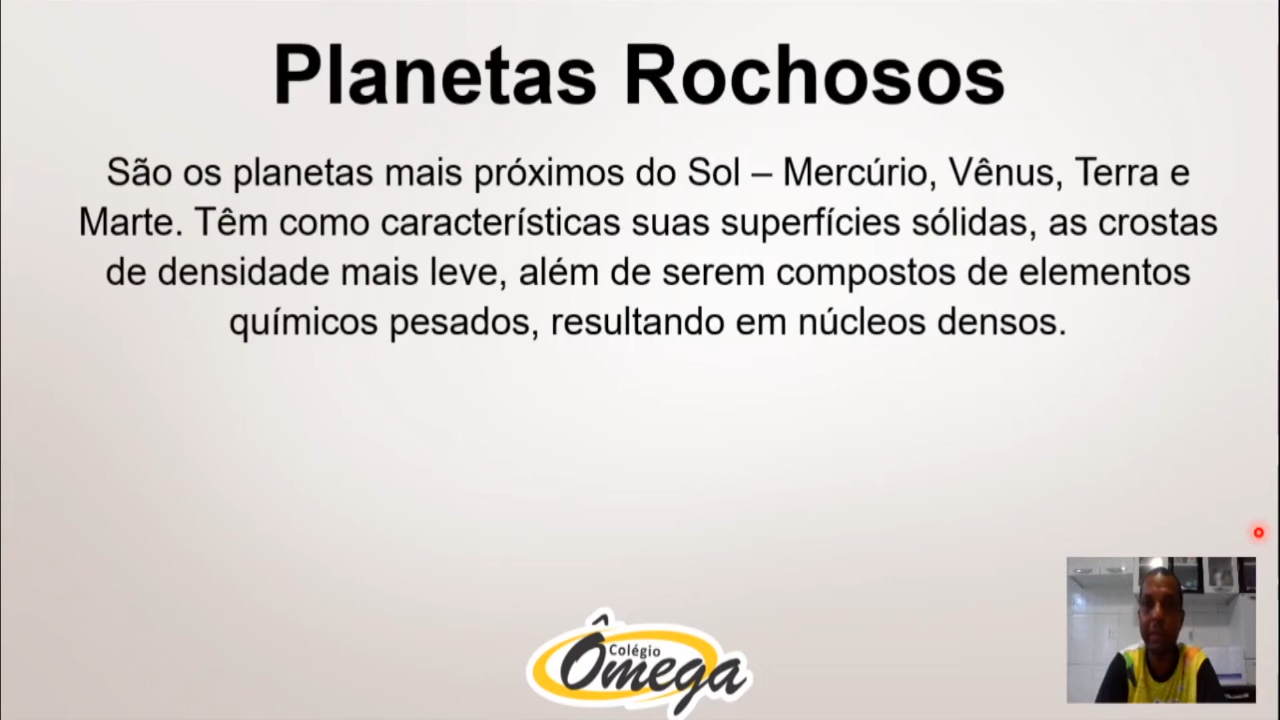 Planetas Rochosos
São os planetas mais próximos do Sol – Mercúrio, Vênus, Terra e
Marte. Têm como características suas superfícies sólidas, as crostas
de densidade mais leve, além de serem compostos de elementos
químicos pesados, resultando em núcleos densos.
Colégio
Ômega